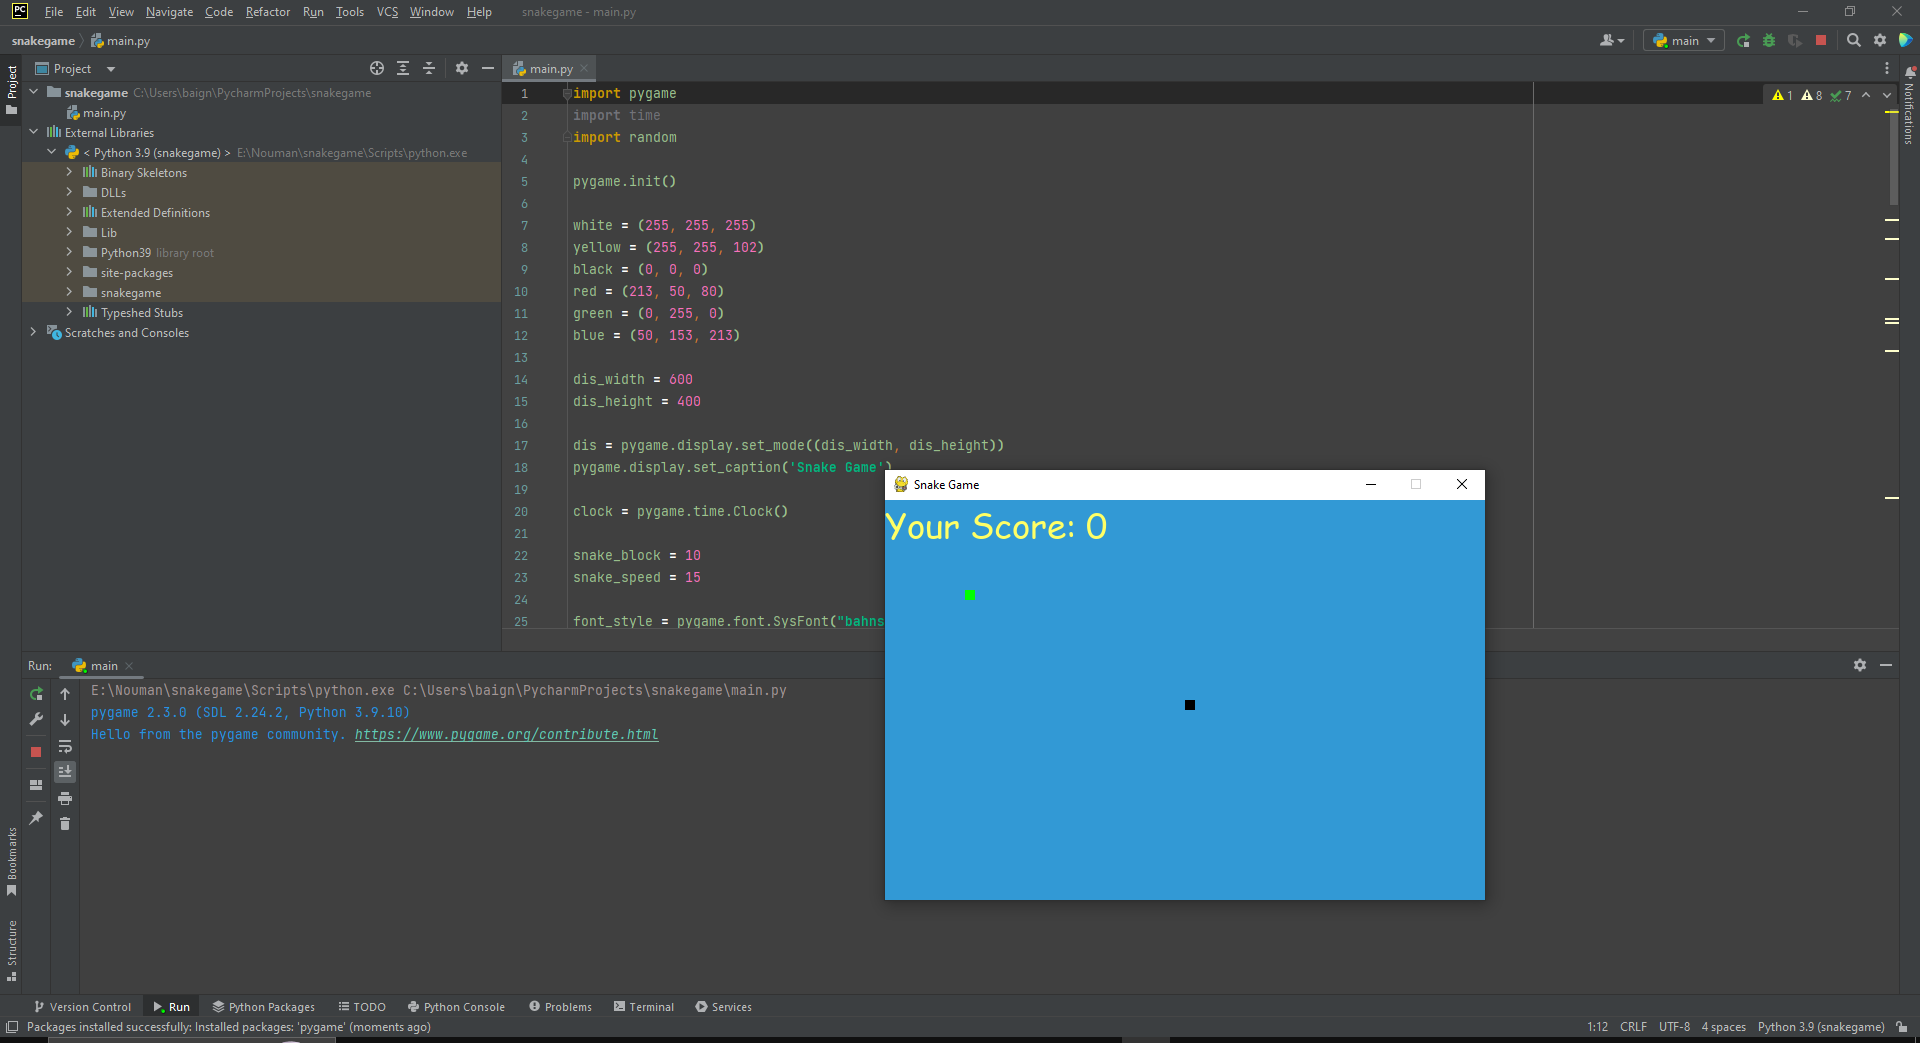 PC File Edit View Navigate Code Refactor Run Tools VCS Window Help snakegame - main.py
snakegame main.py
main
Project
Project
main.py
Notifications
snakegame C:\Users\baign\PycharmProjects\snakegame
main.py
External Libraries
< Python 3.9 (snakegame) > E:\Nouman\snakegame\Scripts\python.exe
Binary Skeletons
DLLs
Extended Definitions
Lib
Python39 library root
site-packages
snakegame
Typeshed Stubs
Scratches and Consoles
1 import pygame
2 import time
3 import random
4
5 pygame.init()
6
7 white = (255, 255, 255)
8 yellow = (255, 255, 102)
9 black = (0, 0, 0)
10 red = (213, 50, 80)
11 green = (0, 255, 0)
12 blue = (50, 153, 213)
13
14 dis_width = 600
15 dis_height = 400
16
17 dis = pygame.display.set_mode((dis_width, dis_height))
18 pygame.display.set_caption('Snake Game')
19
20 clock = pygame.time.Clock()
21
22 snake_block = 10
23 snake_speed = 15
24
25 font_style = pygame.font.SysFont("bahns
1 8 7
Snake Game
Your Score: 0
Run: main
E:\Nouman\snakegame\Scripts\python.exe C:\Users\baign\PycharmProjects\snakegame\main.py
pygame 2.3.0 (SDL 2.24.2, Python 3.9.10)
Hello from the pygame community. https://www.pygame.org/contribute.html
Bookmarks
Structure
Version Control Run Python Packages TODO Python Console Problems Terminal Services
Packages installed successfully: Installed packages: 'pygame' (moments ago)
1:12 CRLF UTF-8 4 spaces Python 3.9 (snakegame)